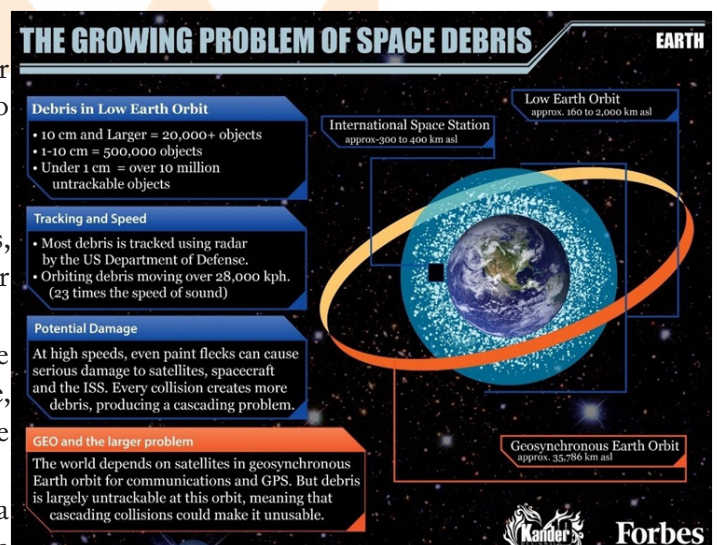 THE GROWING PROBLEM OF SPACE DEBRIS
EARTH
Debris in Low Earth Orbit
• 10 cm and Larger = 20,000+ objects
• 1-10 cm = 500,000 objects
• Under 1 cm = over 10 million
untrackable objects
Tracking and Speed
• Most debris is tracked using radar
by the US Department of Defense.
• Orbiting debris moving over 28,000 kph.
(23 times the speed of sound)
Potential Damage
At high speeds, even paint flecks can cause
serious damage to satellites, spacecraft
and the ISS. Every collision creates more
debris, producing a cascading problem.
GEO and the larger problem
The world depends on satellites in geosynchronous
Earth orbit for communications and GPS. But debris
is largely untrackable at this orbit, meaning that
cascading collisions could make it unusable.
International Space Station
approx-300 to 400 km asl
Low Earth Orbit
approx. 160 to 2,000 km asl
Geosynchronous Earth Orbit
approx. 35,786 km asl
Kander
Forbes